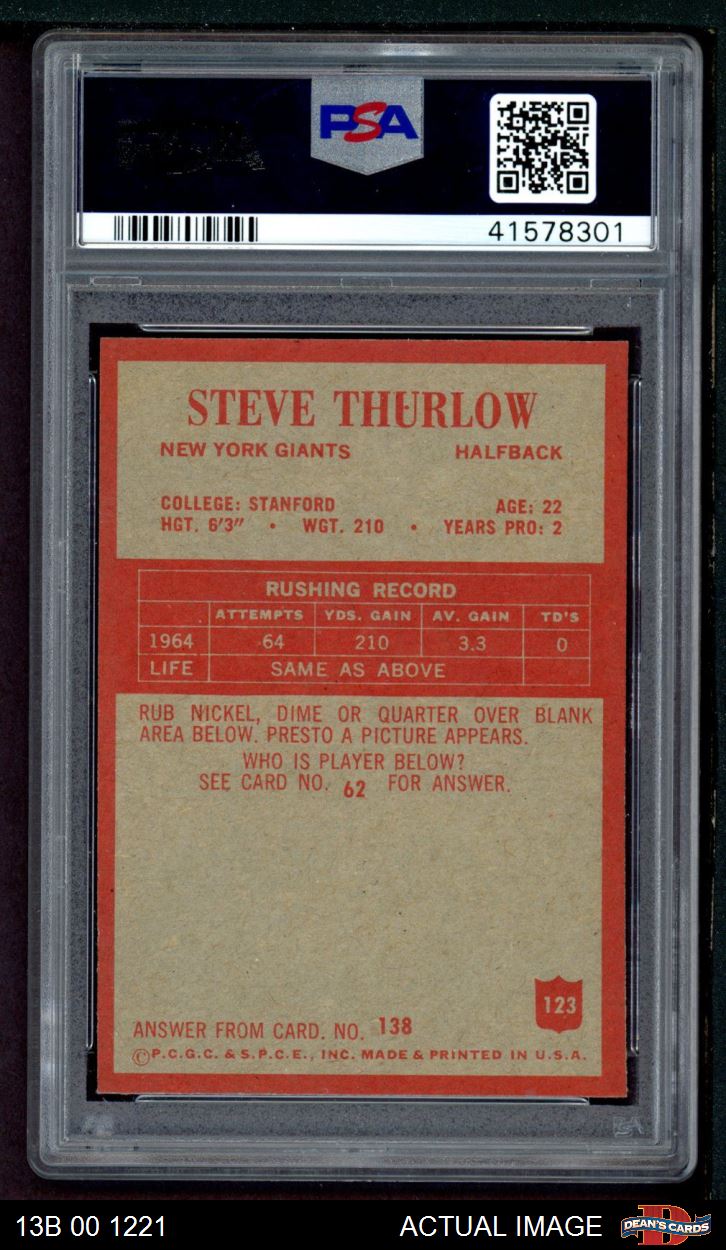 PSA
41578301
STEVE THURLOW
NEW YORK GIANTS HALFBACK
COLLEGE: STANFORD AGE: 22
HGT. 6'3" • WGT. 210 • YEARS PRO: 2
RUSHING RECORD
ATTEMPTS YDS. GAIN AV. GAIN TD'S
1964 64 210 3.3 0
LIFE SAME AS ABOVE
RUB NICKEL, DIME OR QUARTER OVER BLANK
AREA BELOW. PRESTO A PICTURE APPEARS.
WHO IS PLAYER BELOW?
SEE CARD NO. 62 FOR ANSWER.
123
ANSWER FROM CARD. NO. 138
©P.C.G.C. & S.P.C.E., INC. MADE & PRINTED IN U.S.A.
PSA
13B 00 1221 ACTUAL IMAGE DEAN'S CARDS